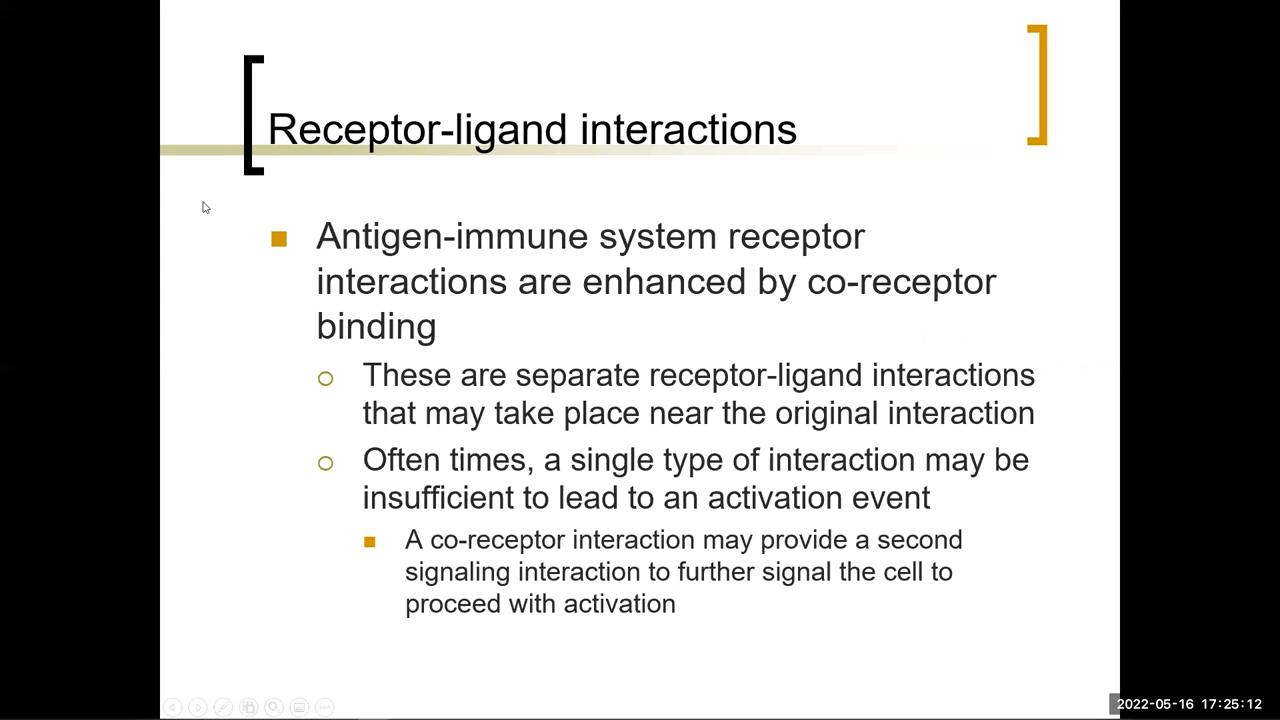 Receptor-ligand interactions
Antigen-immune system receptor
interactions are enhanced by co-receptor
binding
These are separate receptor-ligand interactions
that may take place near the original interaction
Often times, a single type of interaction may be
insufficient to lead to an activation event
A co-receptor interaction may provide a second
signaling interaction to further signal the cell to
proceed with activation
2022-05-16 17:25:12